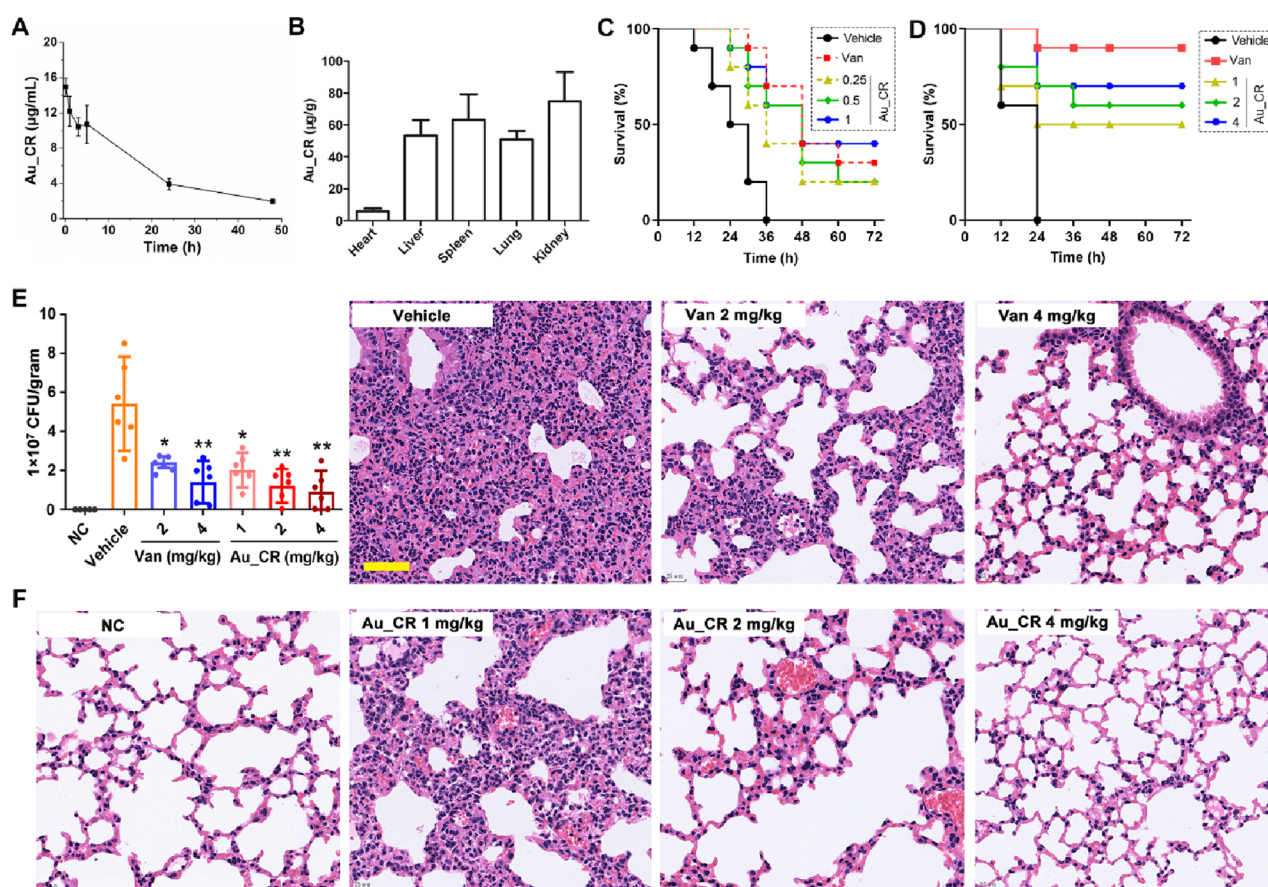 A
Au_CR (µg/mL)
20
16
12
8
4
0
0 10 20 30 40 50
Time (h)
B
Au_CR (µg/g)
100
80
60
40
20
0
Heart
Liver
Spleen
Lung
Kidney
C
Survival (%)
100
50
0
0 12 24 36 48 60 72
Time (h)
Vehicle
Van
0.25
0.5
1
Au_CR
D
Survival (%)
100
50
0
0 12 24 36 48 60 72
Time (h)
Vehicle
Van
1
2
4
Au_CR
E
1×10⁷ CFU/gram
10
8
6
4
2
0
* ** * ** **
NC
Vehicle
2 4 1 2 4
Van (mg/kg) Au_CR (mg/kg)
Vehicle
Van 2 mg/kg
Van 4 mg/kg
F
NC
Au_CR 1 mg/kg
Au_CR 2 mg/kg
Au_CR 4 mg/kg